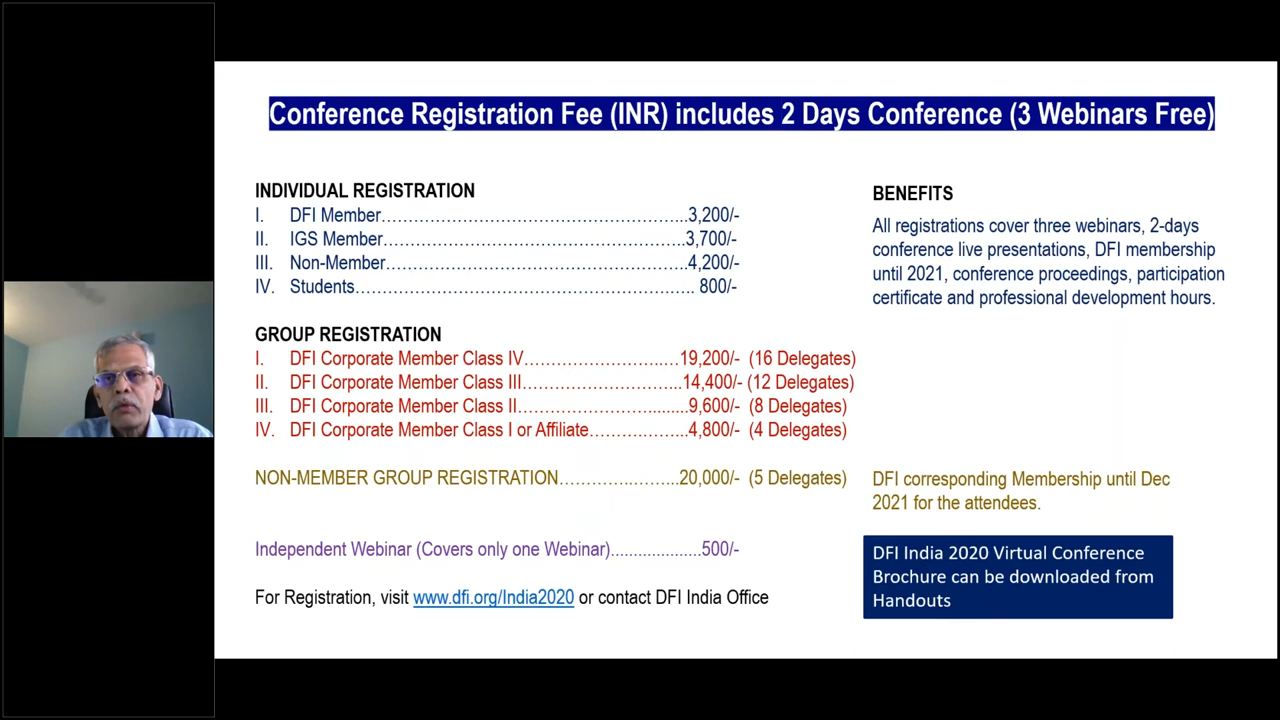 Conference Registration Fee (INR) includes 2 Days Conference (3 Webinars Free)
INDIVIDUAL REGISTRATION
I. DFI Member…………………………………………………..3,200/-
II. IGS Member…………………………………………………..3,700/-
III. Non-Member…………………………………………………..4,200/-
IV. Students……………………………………………………….. 800/-
GROUP REGISTRATION
I. DFI Corporate Member Class IV……………………..…19,200/- (16 Delegates)
II. DFI Corporate Member Class III……………………….14,400/- (12 Delegates)
III. DFI Corporate Member Class II…………………….........9,600/- (8 Delegates)
IV. DFI Corporate Member Class I or Affiliate……….……...4,800/- (4 Delegates)
NON-MEMBER GROUP REGISTRATION…………..……...20,000/- (5 Delegates)
Independent Webinar (Covers only one Webinar)....................500/-
For Registration, visit www.dfi.org/India2020 or contact DFI India Office
BENEFITS
All registrations cover three webinars, 2-days
conference live presentations, DFI membership
until 2021, conference proceedings, participation
certificate and professional development hours.
DFI corresponding Membership until Dec
2021 for the attendees.
DFI India 2020 Virtual Conference
Brochure can be downloaded from
Handouts